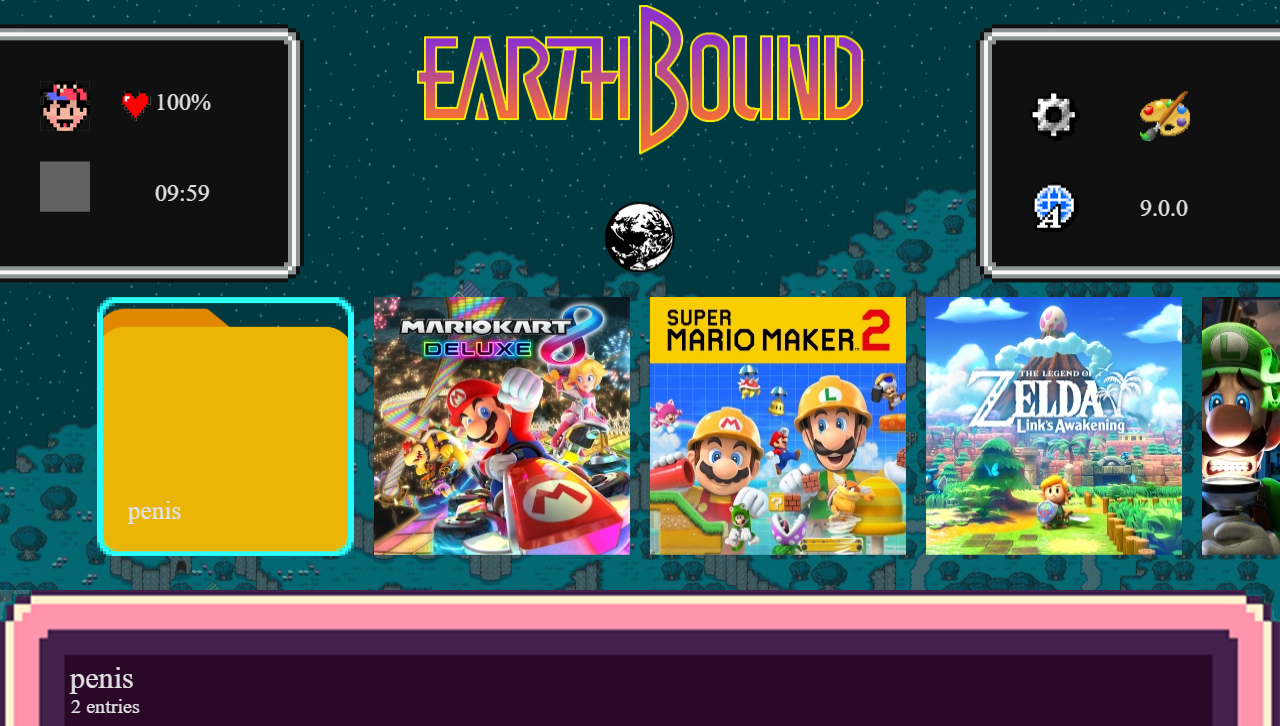 EARTHBOUND
100%
09:59
9.0.0
MARIOKART 8
DELUXE
SUPER
MARIO MAKER 2
THE LEGEND OF
ZELDA
Link's Awakening
penis
penis
2 entries